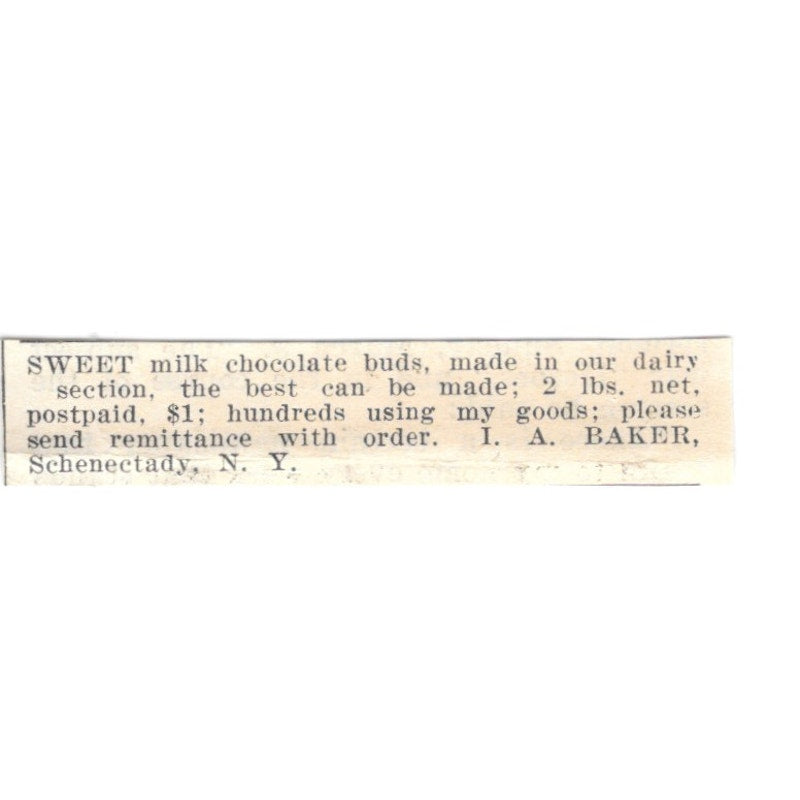 SWEET milk chocolate buds, made in our dairy
section, the best can be made; 2 lbs. net,
postpaid, $1; hundreds using my goods; please
send remittance with order. I. A. BAKER,
Schenectady, N. Y.